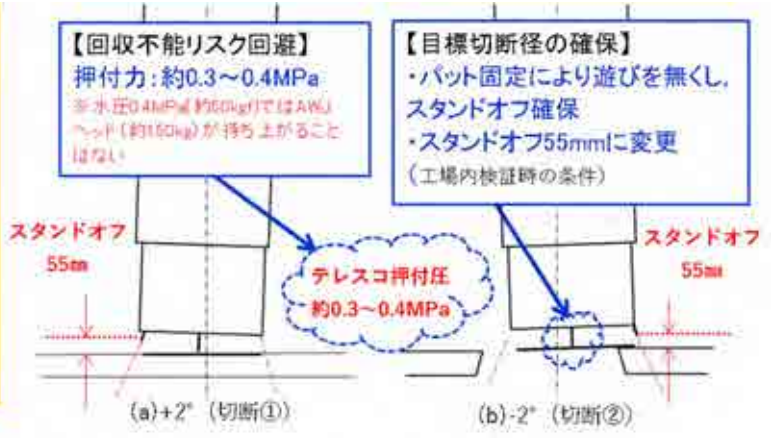 【回収不能リスク回避】
押付力:約0.3～0.4MPa
※水圧0.4MPa(約60kgf)ではAWJ
ヘッド(約150kg)が持ち上がること
はない
【目標切断径の確保】
・パット固定により遊びを無くし,
スタンドオフ確保
・スタンドオフ55mmに変更
(工場内検証時の条件)
スタンドオフ
55㎜
テレスコ押付圧
約0.3～0.4MPa
スタンドオフ
55㎜
(a)+2° (切断①)
(b)-2° (切断②)